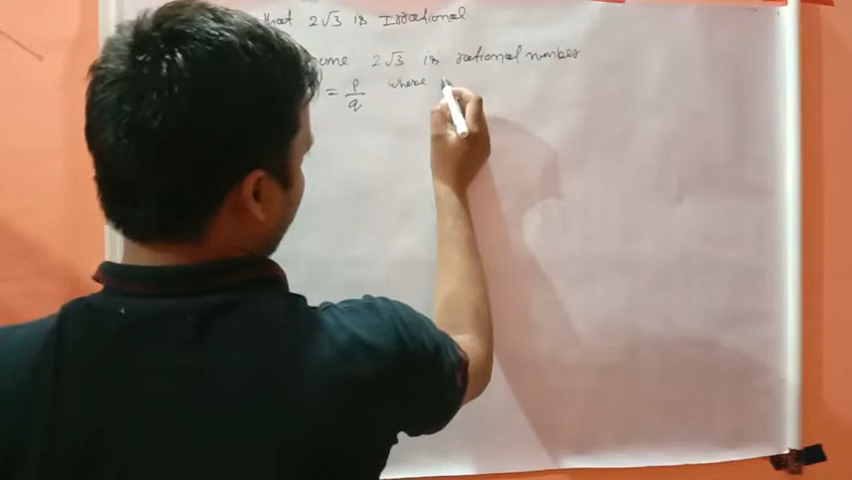 that 2√3 is Irrational
ume 2√3 is rational number
) = p/q where